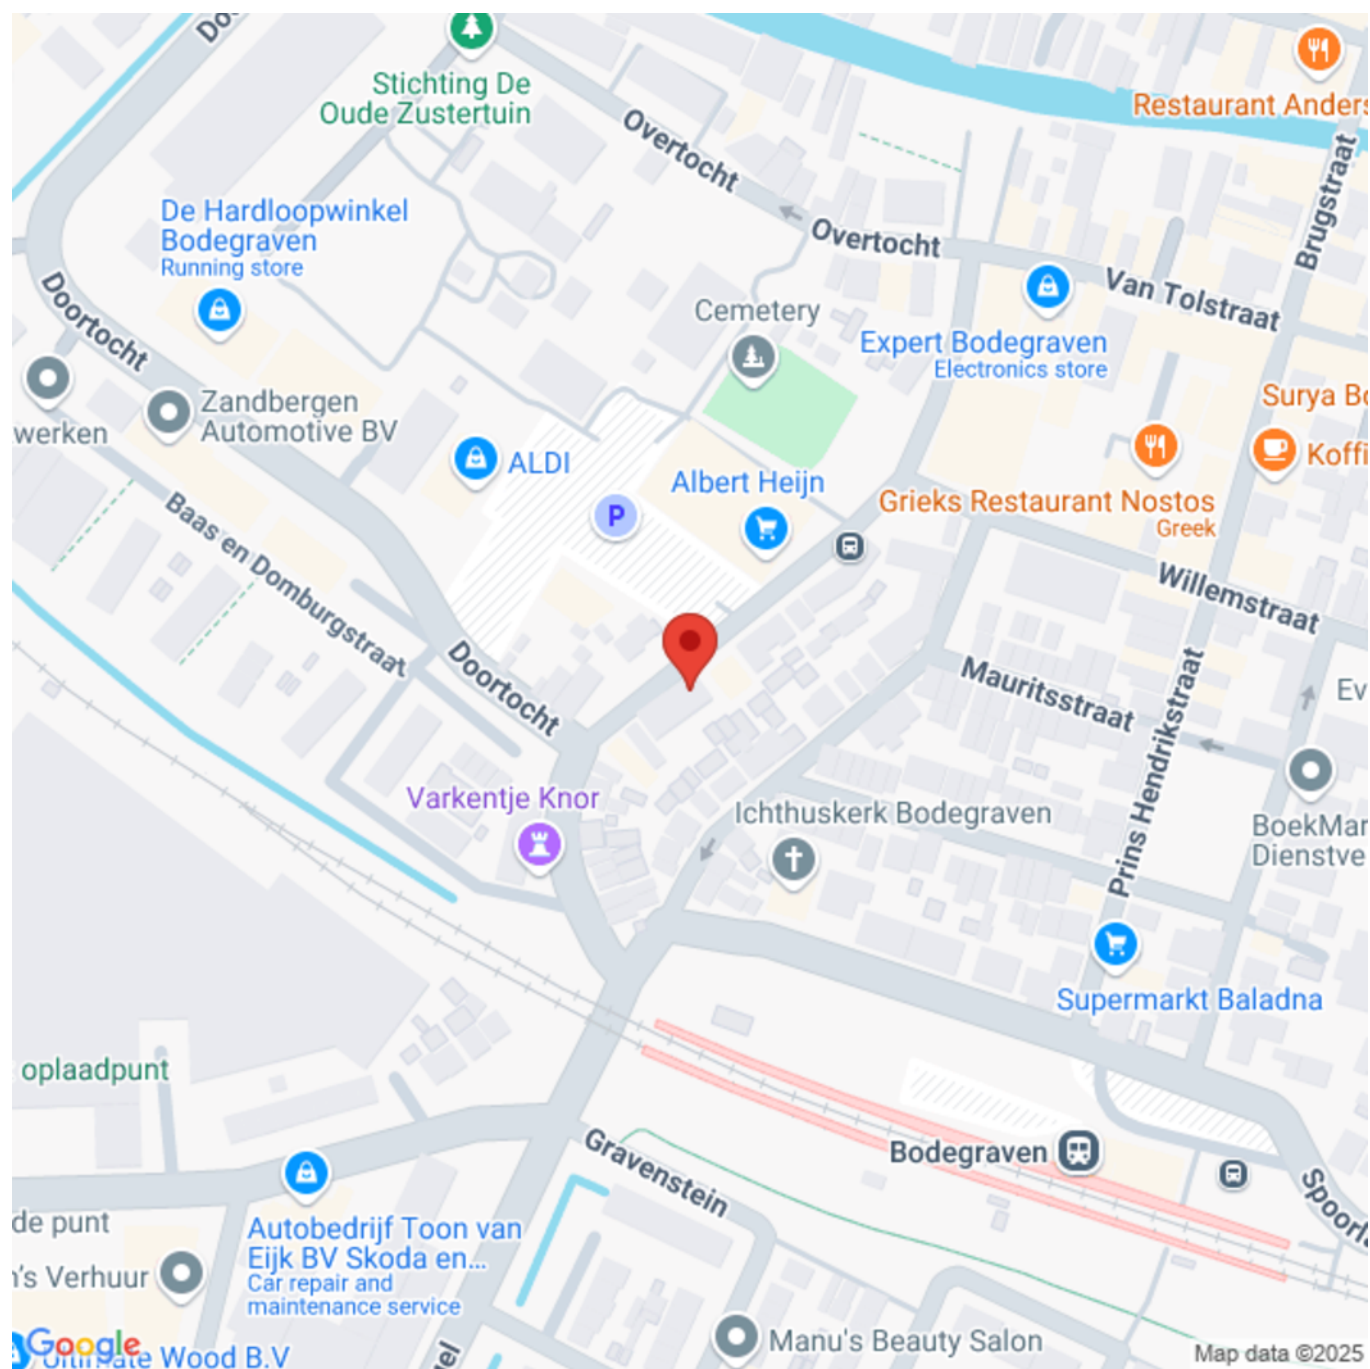 Stichting De
Oude Zustertuin
Restaurant Anders
Overtocht
Brugstraat
De Hardloopwinkel
Bodegraven
Running store
Overtocht
Van Tolstraat
Doortocht
Cemetery
Expert Bodegraven
Electronics store
Zandbergen
Automotive BV
Surya Bo
werken
ALDI
Koffi
Albert Heijn
P
Grieks Restaurant Nostos
Greek
Baas en Domburgstraat
Willemstraat
Doortocht
Mauritsstraat
Prins Hendrikstraat
Ev
Varkentje Knor
Ichthuskerk Bodegraven
BoekMar
Dienstve
Supermarkt Baladna
oplaadpunt
Gravenstein
Bodegraven
Spoorla
de punt
Autobedrijf Toon van
Eijk BV Skoda en...
Car repair and
maintenance service
n's Verhuur
Manu's Beauty Salon
Google
Ultimate Wood B.V
Map data ©2025